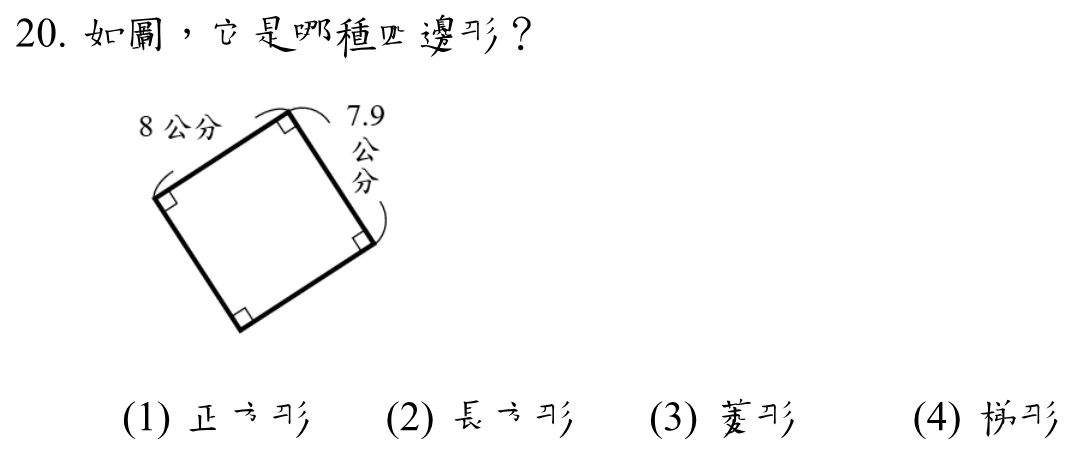 20. 如圖，它是哪種四邊形？
8 公分
7.9
公
分
(1) 正方形 (2) 長方形 (3) 菱形 (4) 梯形